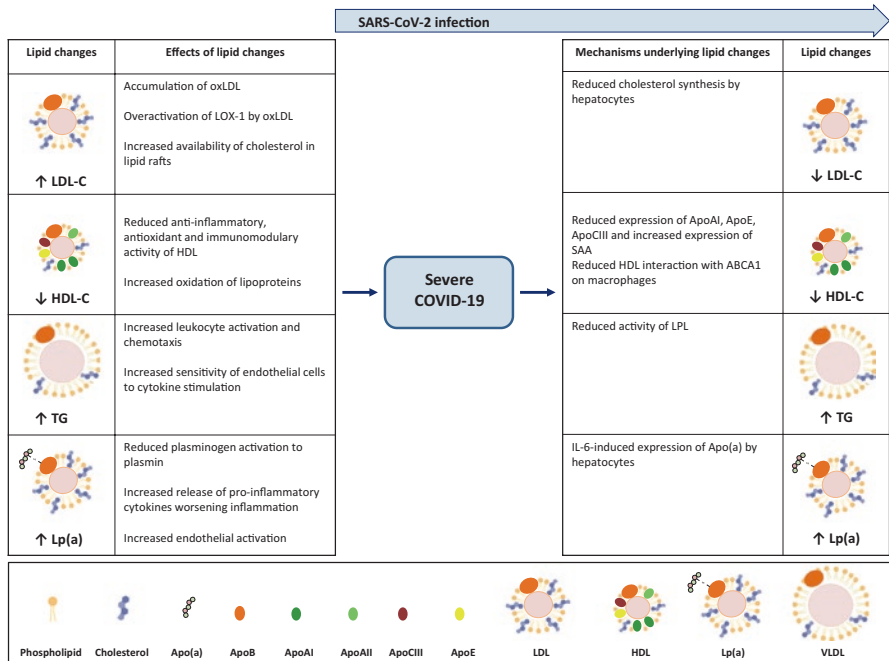 SARS-CoV-2 infection
Lipid changes
Effects of lipid changes
Accumulation of oxLDL
Overactivation of LOX-1 by oxLDL
Increased availability of cholesterol in
lipid rafts
↑ LDL-C
Reduced anti-inflammatory,
antioxidant and immunomodulary
activity of HDL
Increased oxidation of lipoproteins
↓ HDL-C
Increased leukocyte activation and
chemotaxis
Increased sensitivity of endothelial cells
to cytokine stimulation
↑ TG
Reduced plasminogen activation to
plasmin
Increased release of pro-inflammatory
cytokines worsening inflammation
Increased endothelial activation
↑ Lp(a)
Severe
COVID-19
Mechanisms underlying lipid changes
Lipid changes
Reduced cholesterol synthesis by
hepatocytes
↓ LDL-C
Reduced expression of ApoAI, ApoE,
ApoCIII and increased expression of
SAA
Reduced HDL interaction with ABCA1
on macrophages
↓ HDL-C
Reduced activity of LPL
↑ TG
IL-6-induced expression of Apo(a) by
hepatocytes
↑ Lp(a)
Phospholipid
Cholesterol
Apo(a)
ApoB
ApoAI
ApoAII
ApoCIII
ApoE
LDL
HDL
Lp(a)
VLDL